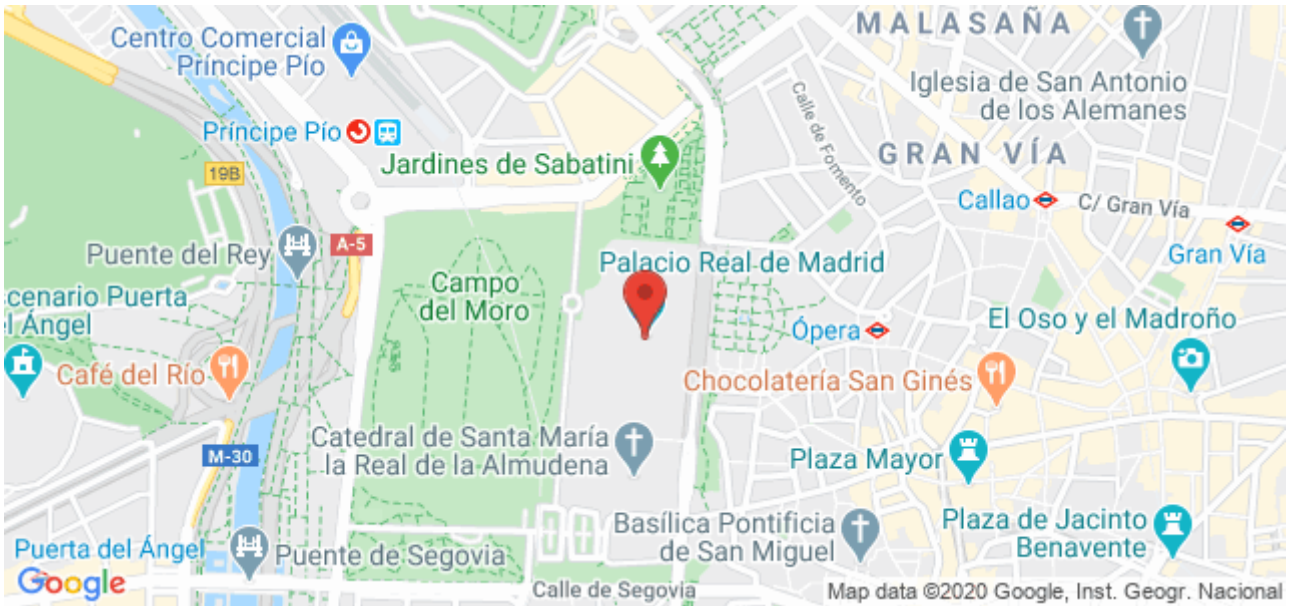 MALASAÑA
Centro Comercial
Príncipe Pío
Iglesia de San Antonio
de los Alemanes
Calle de Fomento
Príncipe Pío
Jardines de Sabatini
GRAN VÍA
19B
Callao
C/ Gran Vía
A-5
Puente del Rey
Gran Vía
Palacio Real de Madrid
Campo
del Moro
cenario Puerta
l Ángel
Ópera
El Oso y el Madroño
Café del Río
Chocolatería San Ginés
Catedral de Santa María
la Real de la Almudena
M-30
Plaza Mayor
Basílica Pontificia
de San Miguel
Plaza de Jacinto
Benavente
Puerta del Ángel
Puente de Segovia
Google
Calle de Segovia
Map data ©2020 Google, Inst. Geogr. Nacional